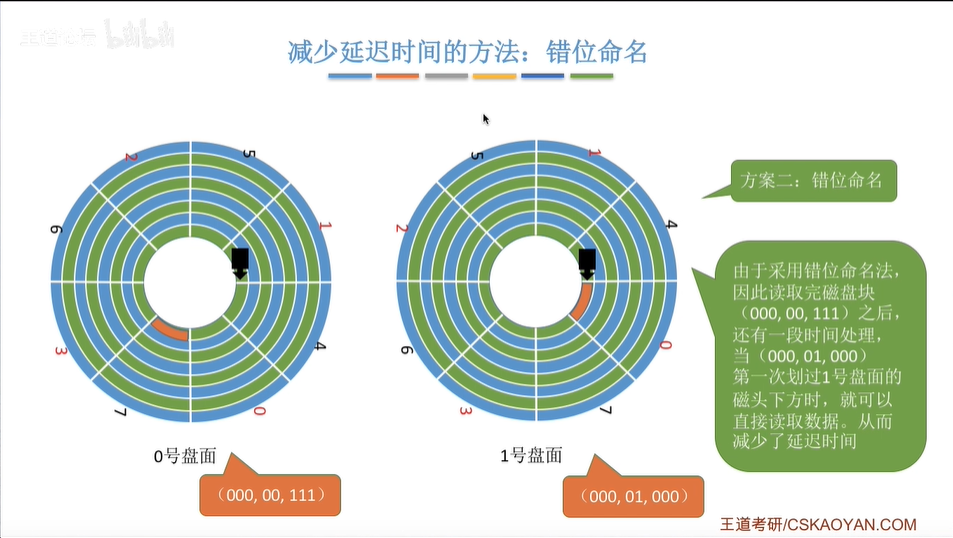 减少延迟时间的方法：错位命名
2
5
6
1
3
4
7
0
0号盘面
（000, 00, 111）
5
1
2
4
6
0
3
7
1号盘面
（000, 01, 000）
方案二：错位命名
由于采用错位命名法，
因此读取完磁盘块
（000, 00, 111）之后，
还有一段时间处理，
当（000, 01, 000）
第一次划过1号盘面的
磁头下方时，就可以
直接读取数据。从而
减少了延迟时间
王道考研/CSKAOYAN.COM